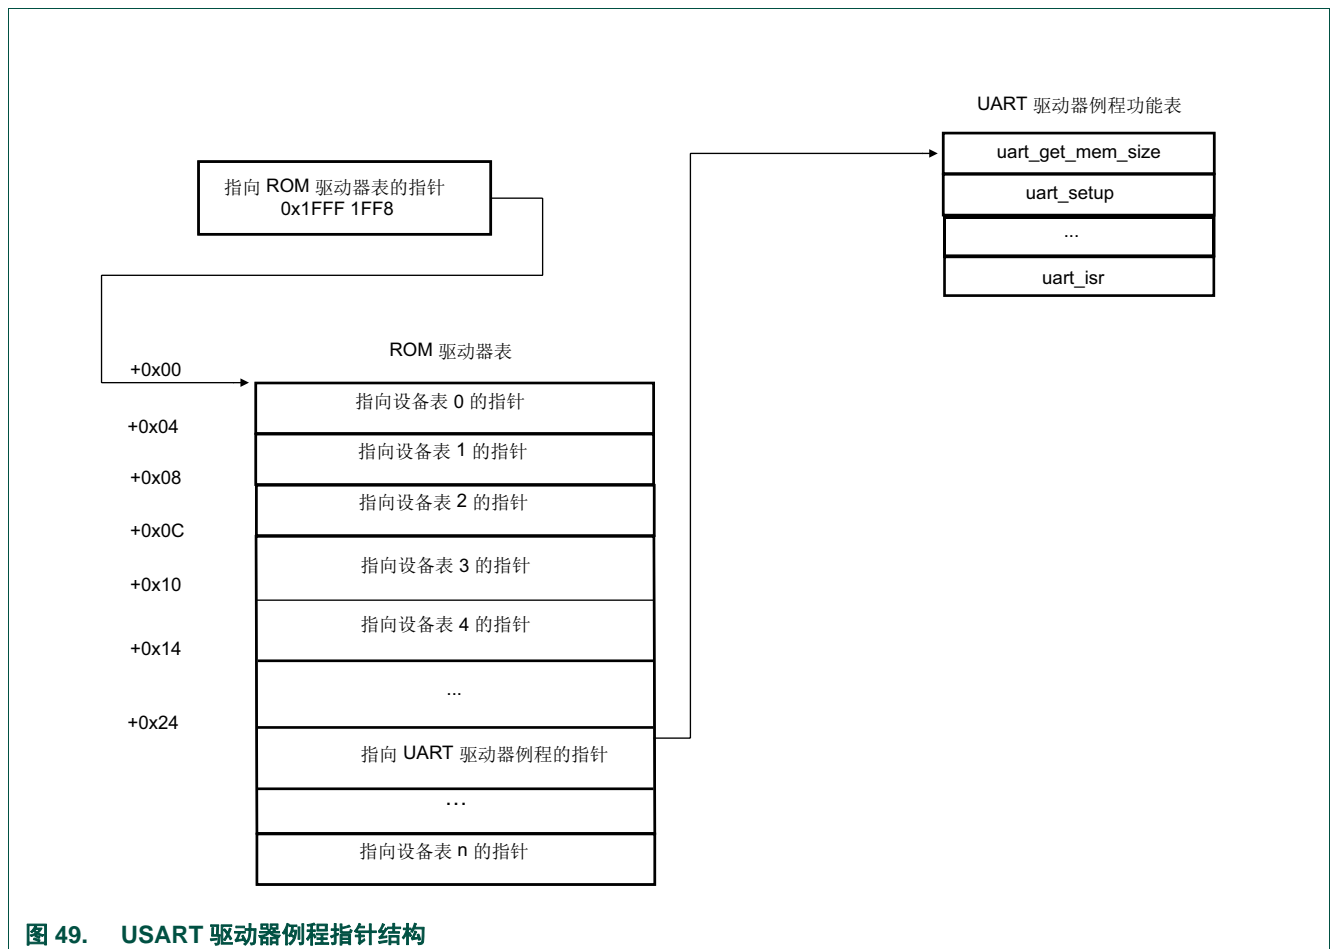 UART 驱动器例程功能表
uart_get_mem_size
uart_setup
...
uart_isr
指向 ROM 驱动器表的指针
0x1FFF 1FF8
ROM 驱动器表
+0x00
指向设备表 0 的指针
+0x04
指向设备表 1 的指针
+0x08
指向设备表 2 的指针
+0x0C
指向设备表 3 的指针
+0x10
指向设备表 4 的指针
+0x14
...
+0x24
指向 UART 驱动器例程的指针
...
指向设备表 n 的指针
图 49. USART 驱动器例程指针结构